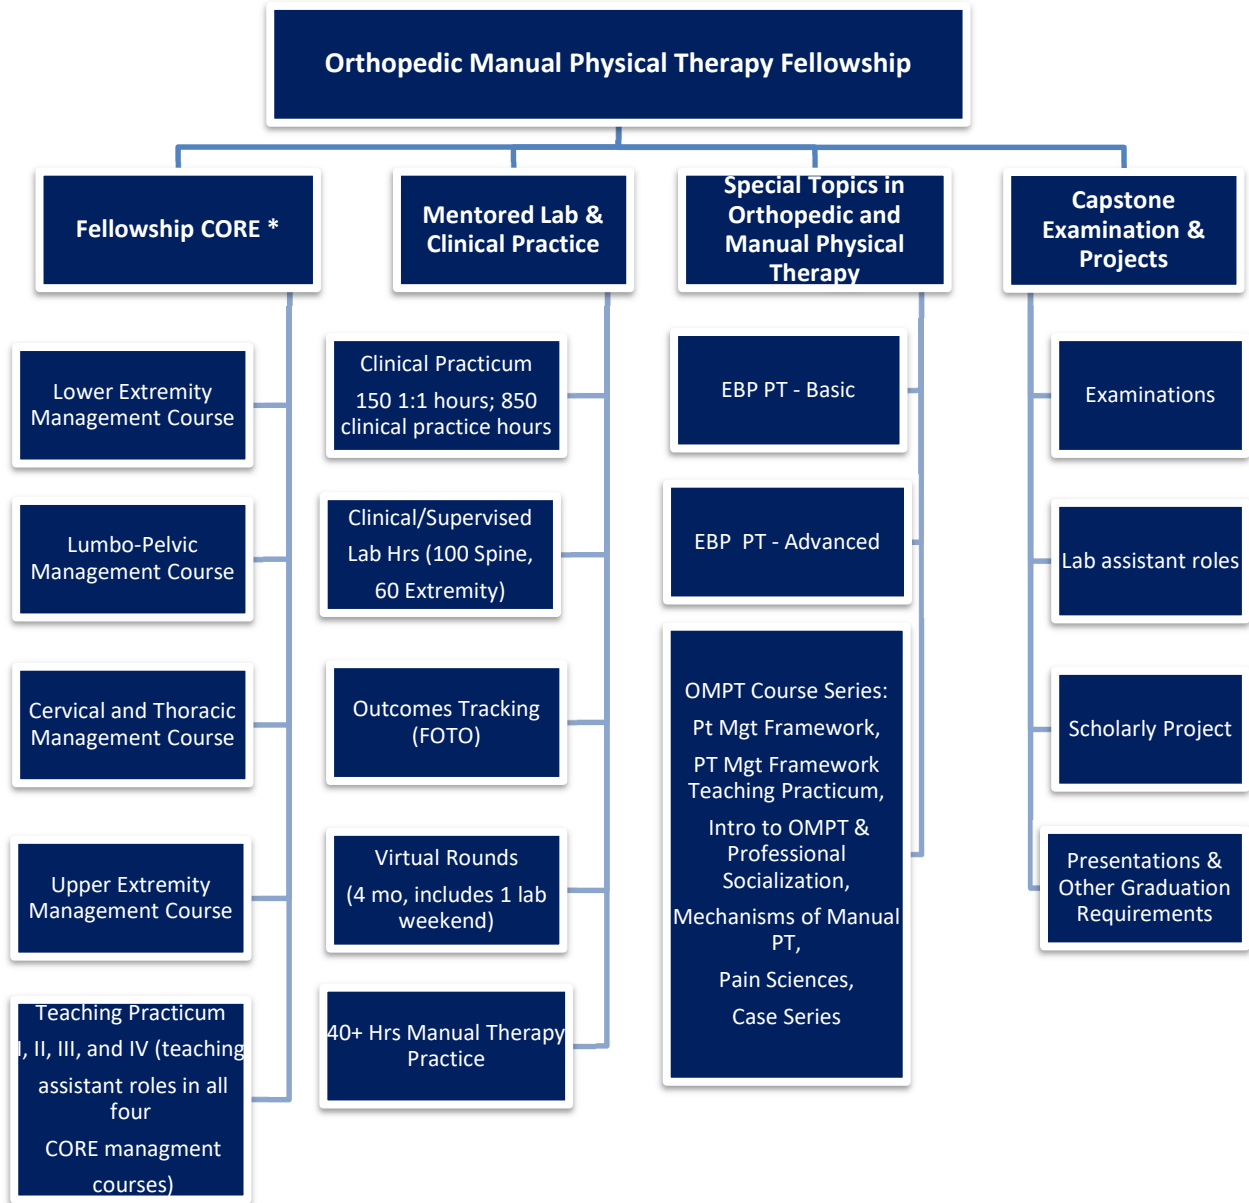 Orthopedic Manual Physical Therapy Fellowship
Fellowship CORE *
Lower Extremity
Management Course
Lumbo-Pelvic
Management Course
Cervical and Thoracic
Management Course
Upper Extremity
Management Course
Teaching Practicum
I, II, III, and IV (teaching
assistant roles in all
four
CORE managment
courses)
Mentored Lab &
Clinical Practice
Clinical Practicum
150 1:1 hours; 850
clinical practice hours
Clinical/Supervised
Lab Hrs (100 Spine,
60 Extremity)
Outcomes Tracking
(FOTO)
Virtual Rounds
(4 mo, includes 1 lab
weekend)
40+ Hrs Manual Therapy
Practice
Special Topics in
Orthopedic and
Manual Physical
Therapy
EBP PT - Basic
EBP PT - Advanced
OMPT Course Series:
Pt Mgt Framework,
PT Mgt Framework
Teaching Practicum,
Intro to OMPT &
Professional
Socialization,
Mechanisms of Manual
PT,
Pain Sciences,
Case Series
Capstone
Examination &
Projects
Examinations
Lab assistant roles
Scholarly Project
Presentations &
Other Graduation
Requirements